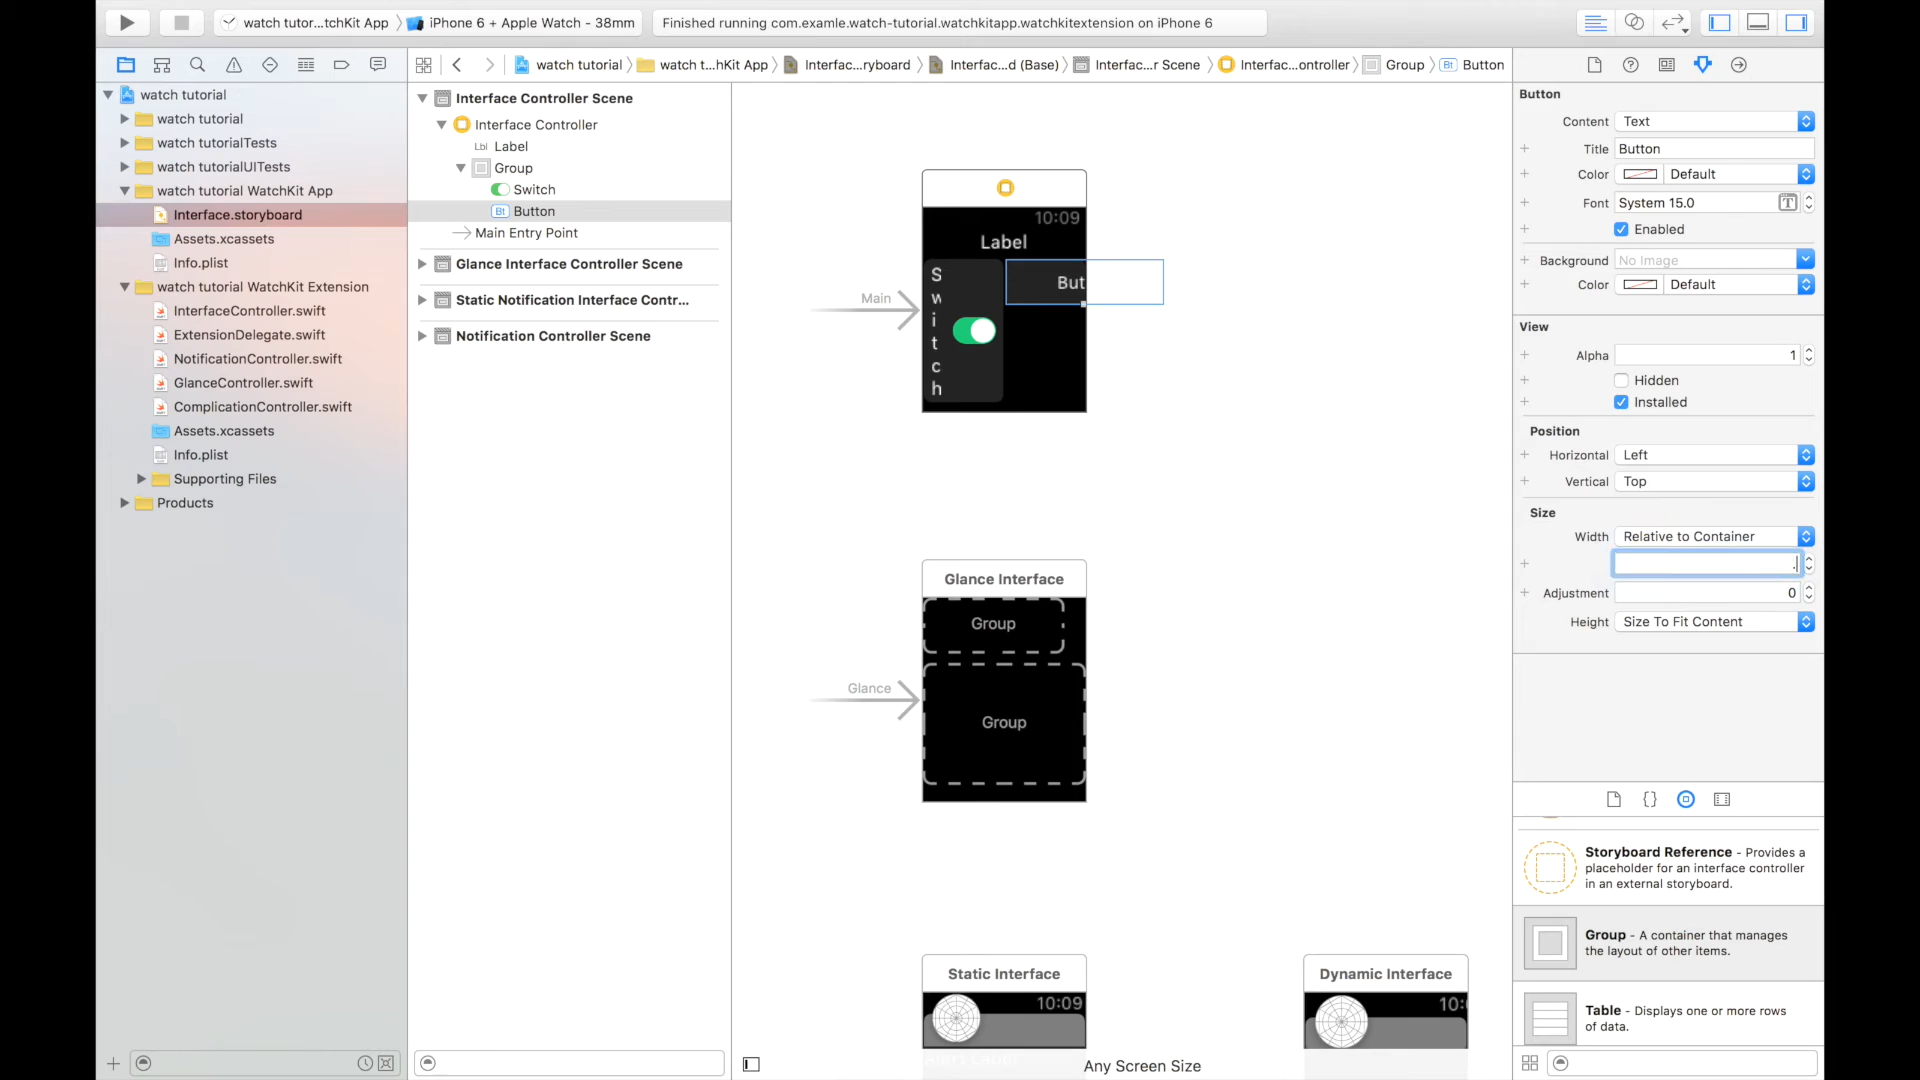 watch tutor...tchKit App
iPhone 6 + Apple Watch - 38mm
Finished running com.examle.watch-tutorial.watchkitapp.watchkitextension on iPhone 6
watch tutorial
watch t...hKit App
Interfac...ryboard
Interfac...d (Base)
Interfac...r Scene
Interfac...ontroller
Group
Bt Button
watch tutorial
watch tutorial
watch tutorialTests
watch tutorialUITests
watch tutorial WatchKit App
Interface.storyboard
Assets.xcassets
Info.plist
watch tutorial WatchKit Extension
InterfaceController.swift
ExtensionDelegate.swift
NotificationController.swift
GlanceController.swift
ComplicationController.swift
Assets.xcassets
Info.plist
Supporting Files
Products
Interface Controller Scene
Interface Controller
Lbl Label
Group
Switch
Bt Button
Main Entry Point
Glance Interface Controller Scene
Static Notification Interface Contr...
Notification Controller Scene
10:09
Label
Switch
But
Main
Glance Interface
Group
Glance
Group
Static Interface
10:09
Dynamic Interface
10:
Any Screen Size
Button
Content Text
Title Button
Color Default
Font System 15.0
Enabled
Background No Image
Color Default
View
Alpha 1
Hidden
Installed
Position
Horizontal Left
Vertical Top
Size
Width Relative to Container
.
Adjustment 0
Height Size To Fit Content
Storyboard Reference - Provides a
placeholder for an interface controller
in an external storyboard.
Group - A container that manages
the layout of other items.
Table - Displays one or more rows
of data.